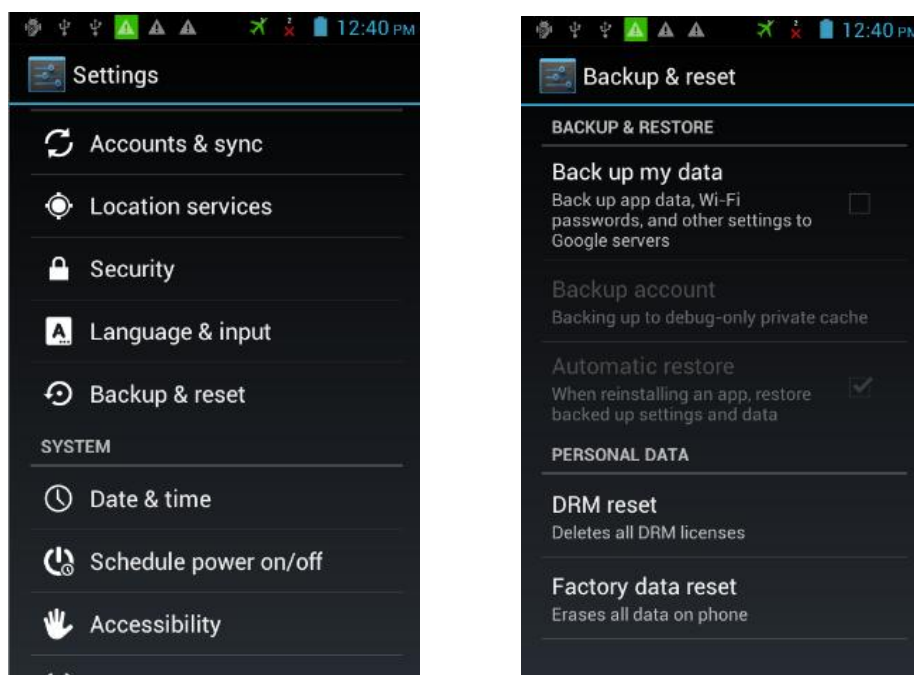 12:40 PM
Settings
Accounts & sync
Location services
Security
Language & input
Backup & reset
SYSTEM
Date & time
Schedule power on/off
Accessibility
2
12:40 PM
Backup & reset
BACKUP & RESTORE
Back up my data
Back up app data, Wi-Fi
passwords, and other settings to
Google servers
Backup account
Backing up to debug-only private cache
Automatic restore
When reinstalling an app, restore
backed up settings and data
PERSONAL DATA
DRM reset
Deletes all DRM licenses
Factory data reset
Erases all data on phone